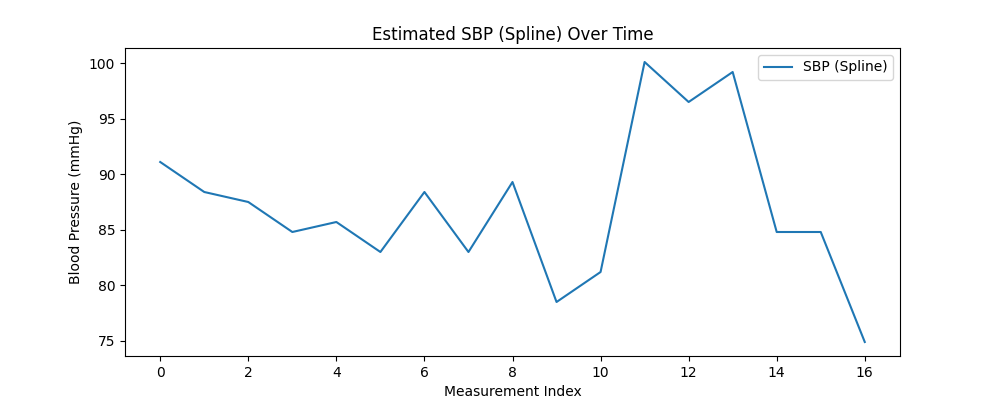 Estimated SBP (Spline) Over Time
SBP (Spline)
Blood Pressure (mmHg)
100
95
90
85
80
75
0 2 4 6 8 10 12 14 16
Measurement Index